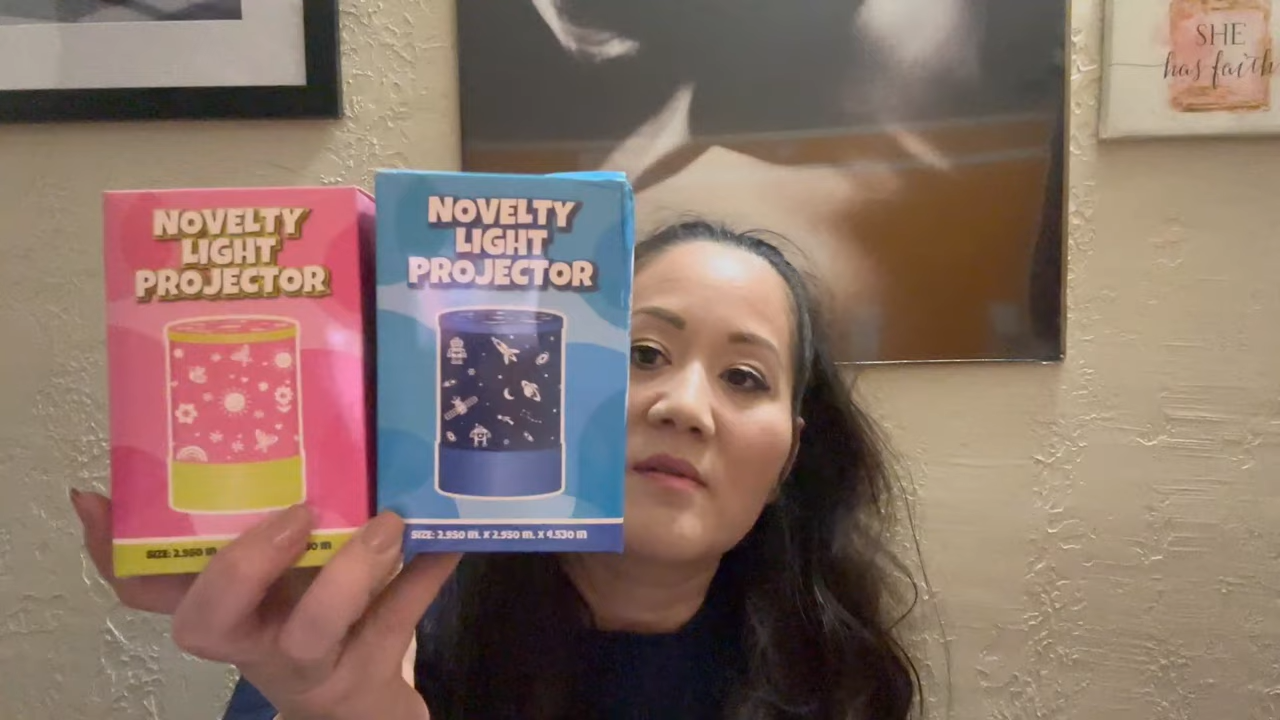 SHE
has faith
NOVELTY
LIGHT
PROJECTOR
NOVELTY
LIGHT
PROJECTOR
SIZE: 2.950 IN
IN
SIZE: 2.950 IN. X 2.950 IN. X 4.530 IN